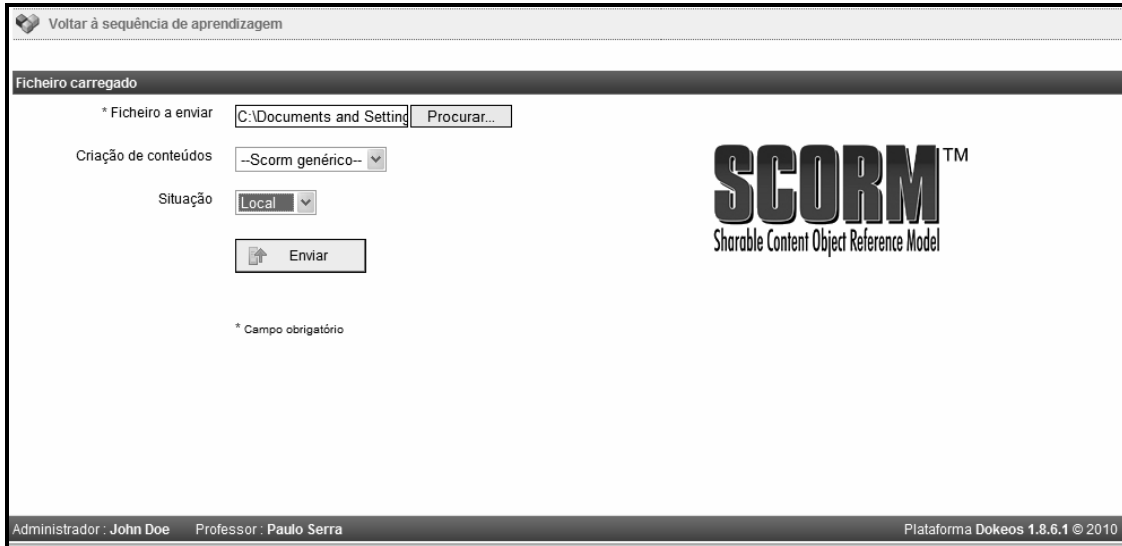 Voltar à sequência de aprendizagem
Ficheiro carregado
* Ficheiro a enviar C:\Documents and Setting Procurar...
Criação de conteúdos --Scorm genérico--
Situação Local
Enviar
* Campo obrigatório
SCORM TM
Sharable Content Object Reference Model
Administrador : John Doe Professor : Paulo Serra Plataforma Dokeos 1.8.6.1 © 2010